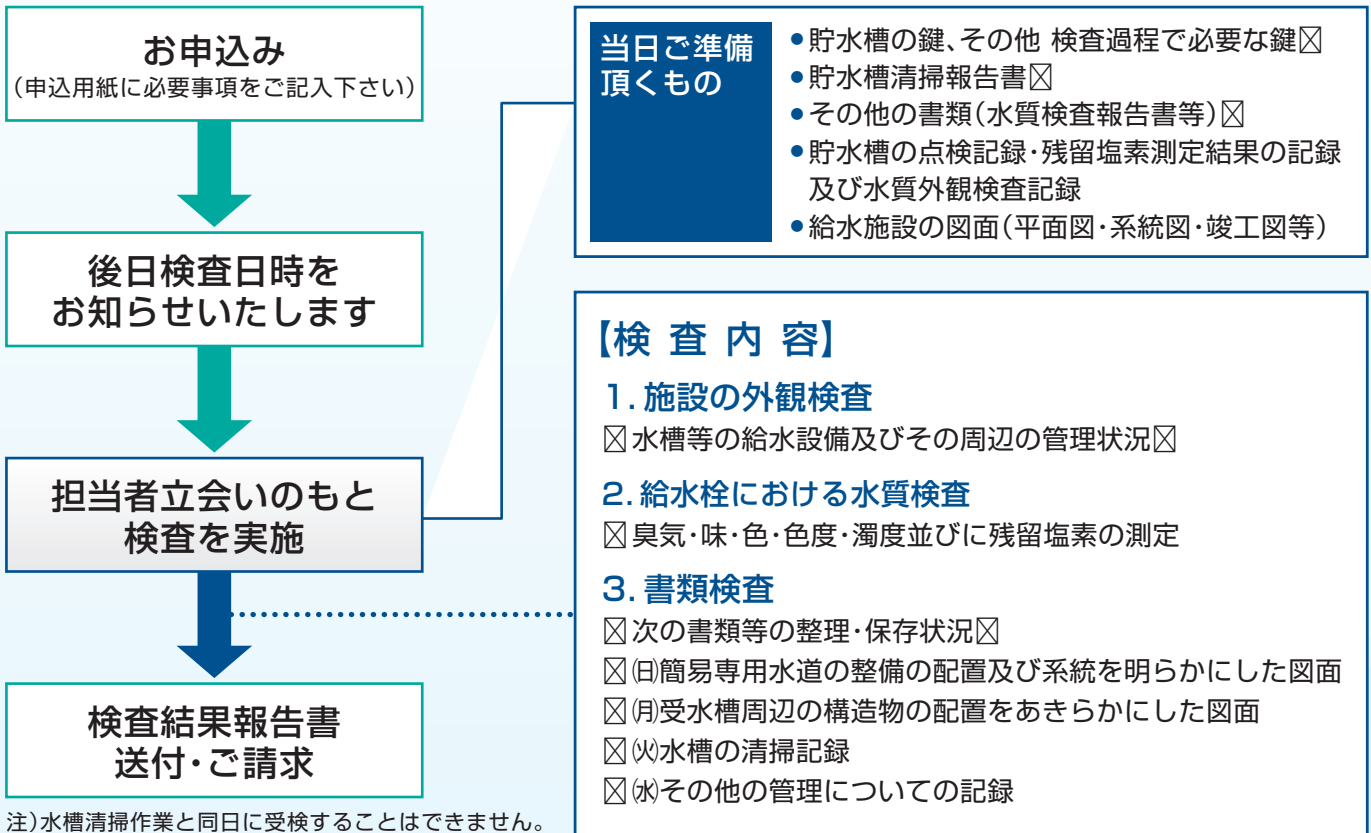 お申込み
（申込用紙に必要事項をご記入下さい）
後日検査日時を
お知らせいたします
担当者立会いのもと
検査を実施
検査結果報告書
送付・ご請求
注）水槽清掃作業と同日に受検することはできません。
当日ご準備
頂くもの
●貯水槽の鍵、その他 検査過程で必要な鍵☒
●貯水槽清掃報告書☒
●その他の書類（水質検査報告書等）☒
●貯水槽の点検記録・残留塩素測定結果の記録
及び水質外観検査記録
●給水施設の図面（平面図・系統図・竣工図等）
【検 査 内 容】
1. 施設の外観検査
☒水槽等の給水設備及びその周辺の管理状況☒
2. 給水栓における水質検査
☒臭気・味・色・色度・濁度並びに残留塩素の測定
3. 書類検査
☒次の書類等の整理・保存状況☒
☒㈰簡易専用水道の整備の配置及び系統を明らかにした図面
☒㈪受水槽周辺の構造物の配置をあきらかにした図面
☒㈫水槽の清掃記録
☒㈬その他の管理についての記録